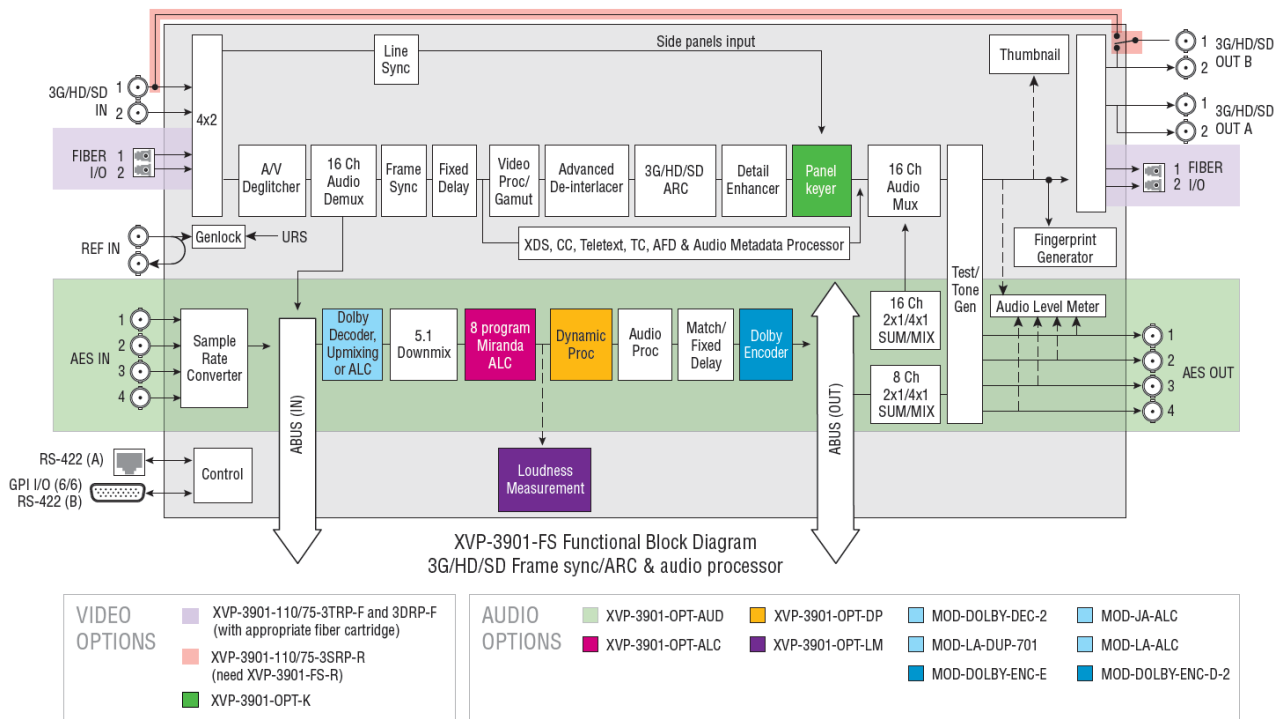 Side panels input
Line
Sync
Thumbnail
1
3G/HD/SD
OUT B
2
3G/HD/SD
IN
1
2
4x2
1
3G/HD/SD
OUT A
2
FIBER
I/O
1
2
A/V
Deglitcher
16 Ch
Audio
Demux
Frame
Sync
Fixed
Delay
Video
Proc/
Gamut
Advanced
De-interlacer
3G/HD/SD
ARC
Detail
Enhancer
Panel
keyer
16 Ch
Audio
Mux
1
2
FIBER
I/O
REF IN
Genlock
URS
XDS, CC, Teletext, TC, AFD & Audio Metadata Processor
Fingerprint
Generator
Test/
Tone
Gen
AES IN
1
2
3
4
Sample
Rate
Converter
ABUS (IN)
Dolby
Decoder,
Upmixing
or ALC
5.1
Downmix
8 program
Miranda
ALC
Dynamic
Proc
Audio
Proc
Match/
Fixed
Delay
Dolby
Encoder
ABUS (OUT)
16 Ch
2x1/4x1
SUM/MIX
8 Ch
2x1/4x1
SUM/MIX
Audio Level Meter
1
2
3
4
AES OUT
RS-422 (A)
GPI I/O (6/6)
RS-422 (B)
Control
Loudness
Measurement
XVP-3901-FS Functional Block Diagram
3G/HD/SD Frame sync/ARC & audio processor
VIDEO
OPTIONS
XVP-3901-110/75-3TRP-F and 3DRP-F
(with appropriate fiber cartridge)
XVP-3901-110/75-3SRP-R
(need XVP-3901-FS-R)
XVP-3901-OPT-K
AUDIO
OPTIONS
XVP-3901-OPT-AUD
XVP-3901-OPT-ALC
XVP-3901-OPT-DP
XVP-3901-OPT-LM
MOD-DOLBY-DEC-2
MOD-LA-DUP-701
MOD-DOLBY-ENC-E
MOD-JA-ALC
MOD-LA-ALC
MOD-DOLBY-ENC-D-2